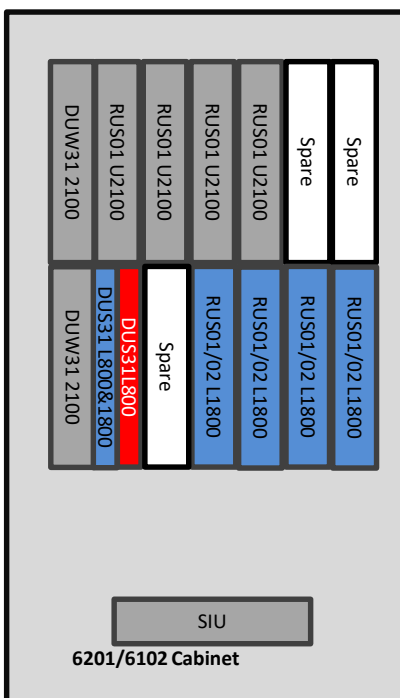 DUW31 2100
RUS01 U2100
RUS01 U2100
RUS01 U2100
RUS01 U2100
Spare
Spare
DUW31 2100
DUS31 L800&1800
DUS31L800
Spare
RUS01/02 L1800
RUS01/02 L1800
RUS01/02 L1800
RUS01/02 L1800
SIU
6201/6102 Cabinet